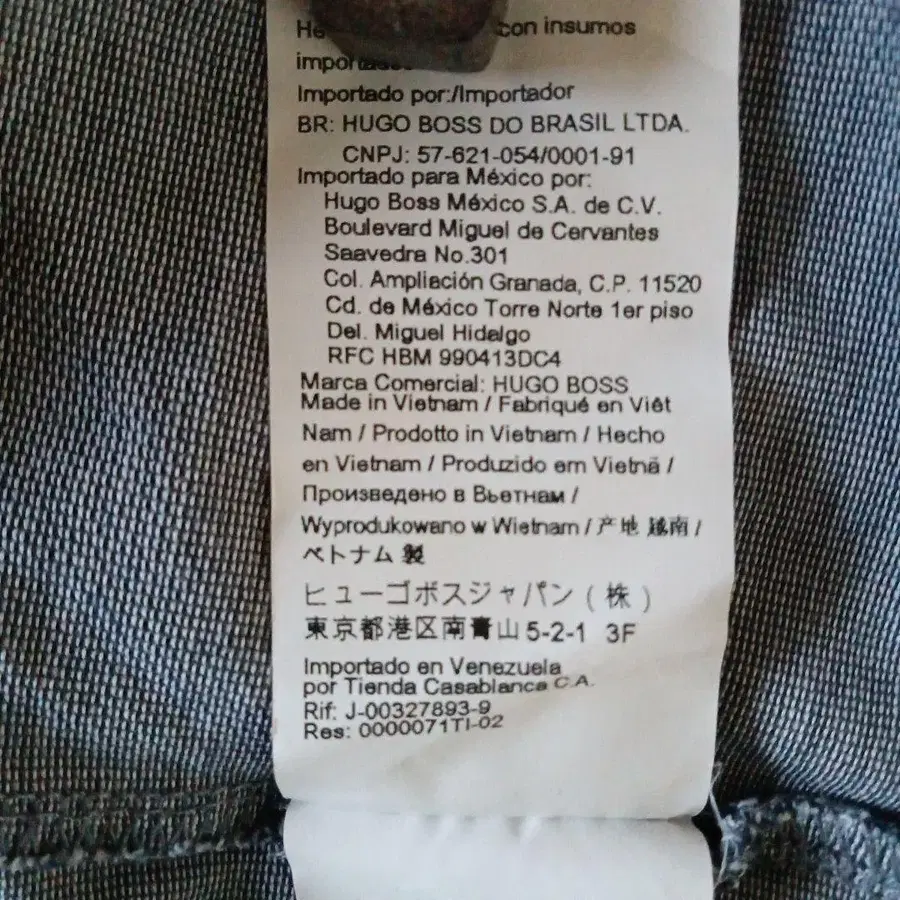 con insumos
Importado por:/Importador
BR: HUGO BOSS DO BRASIL LTDA.
CNPJ: 57-621-054/0001-91
Importado para México por:
Hugo Boss México S.A. de C.V.
Boulevard Miguel de Cervantes
Saavedra No.301
Col. Ampliación Granada, C.P. 11520
Cd. de México Torre Norte 1er piso
Del. Miguel Hidalgo
RFC HBM 990413DC4
Marca Comercial: HUGO BOSS
Made in Vietnam / Fabriqué en Viêt
Nam / Prodotto in Vietnam / Hecho
en Vietnam / Produzido em Vietnã /
Произведено в Вьетнам /
Wyprodukowano w Wietnam / 产地 越南 /
ベトナム 製
ヒューゴボスジャパン ( 株 )
東京都港区南青山 5-2-1 3F
Importado en Venezuela
por Tienda Casablanca C.A.
Rif: J-00327893-9
Res: 0000071TI-02